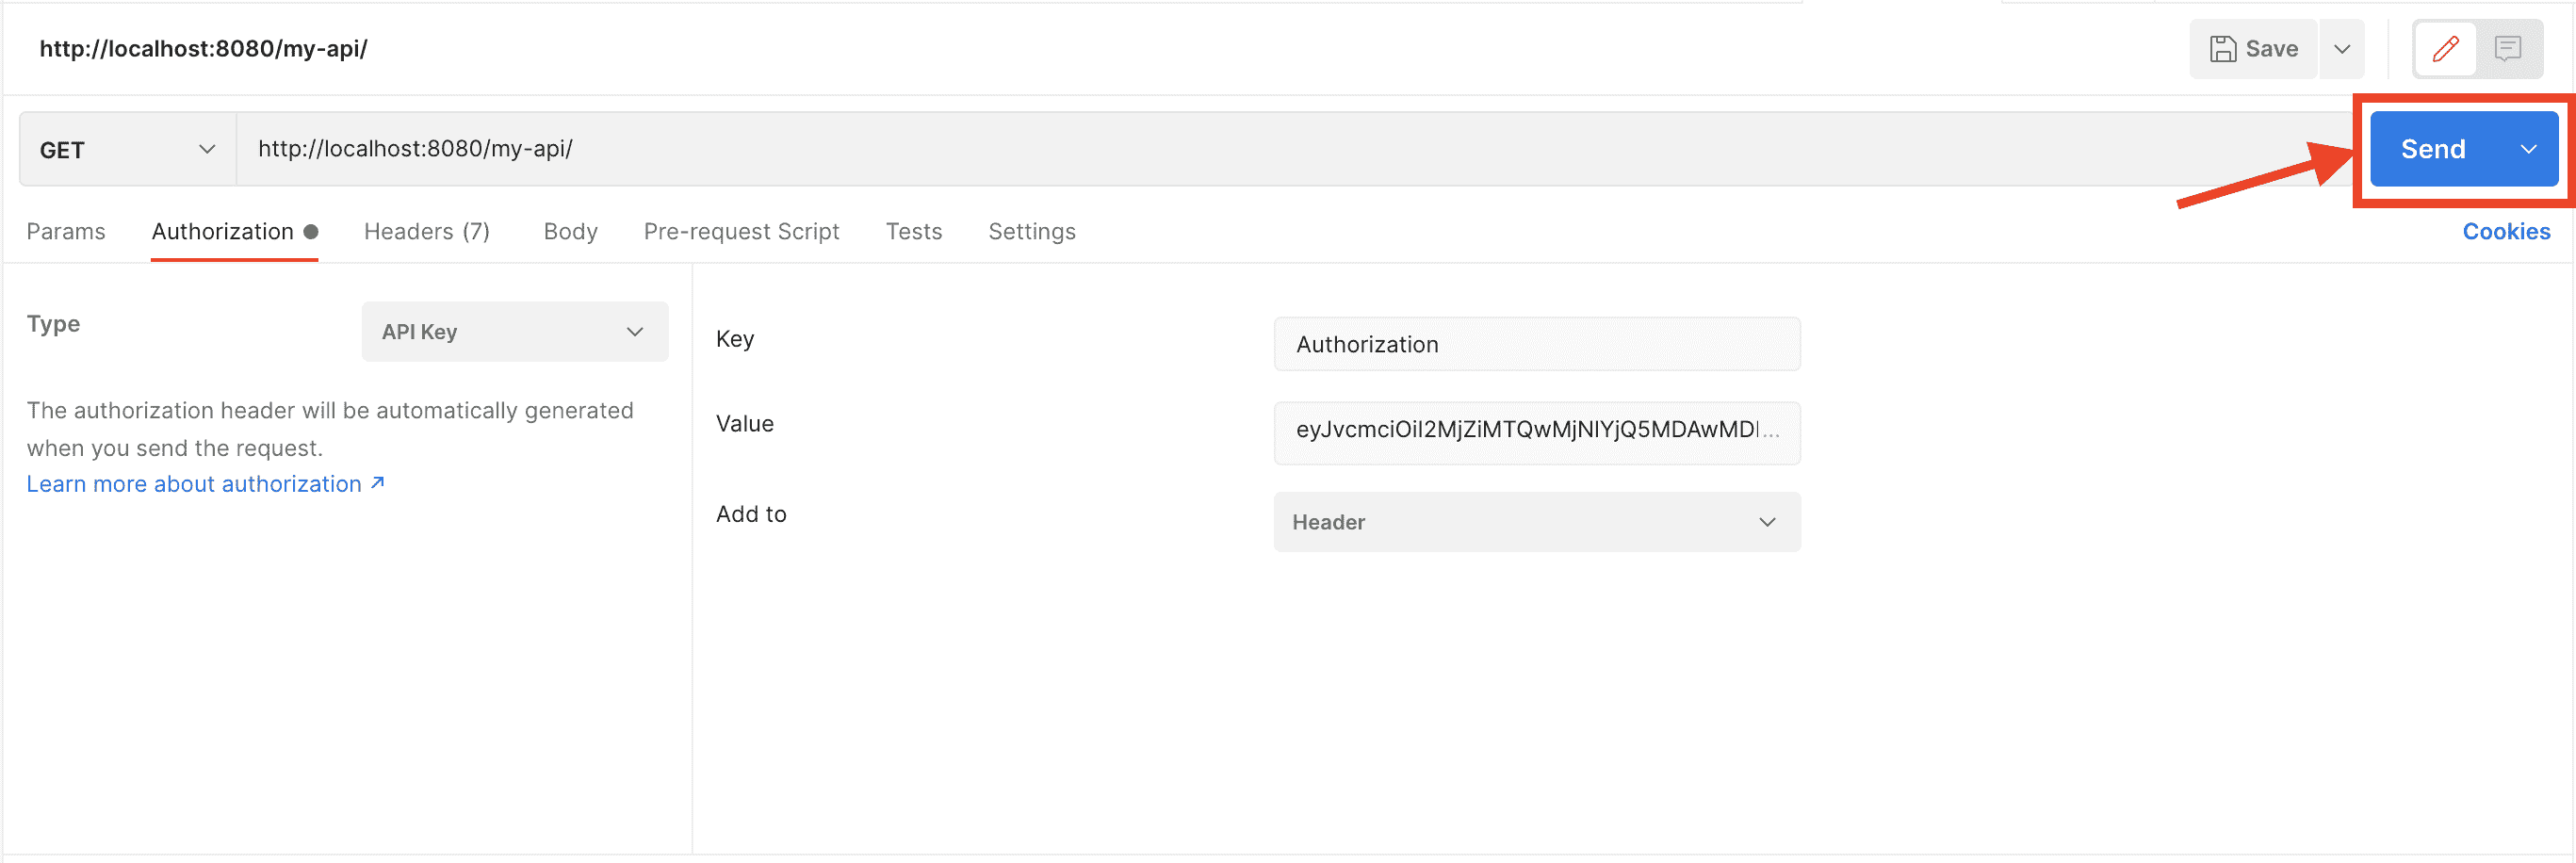 http://localhost:8080/my-api/
Save
GET
http://localhost:8080/my-api/
Send
Params
Authorization
Headers (7)
Body
Pre-request Script
Tests
Settings
Cookies
Type
API Key
The authorization header will be automatically generated
when you send the request.
Learn more about authorization ↗
Key
Authorization
Value
eyJvcmciOiI2MjZiMTQwMjNlYjQ5MDAwMDI...
Add to
Header